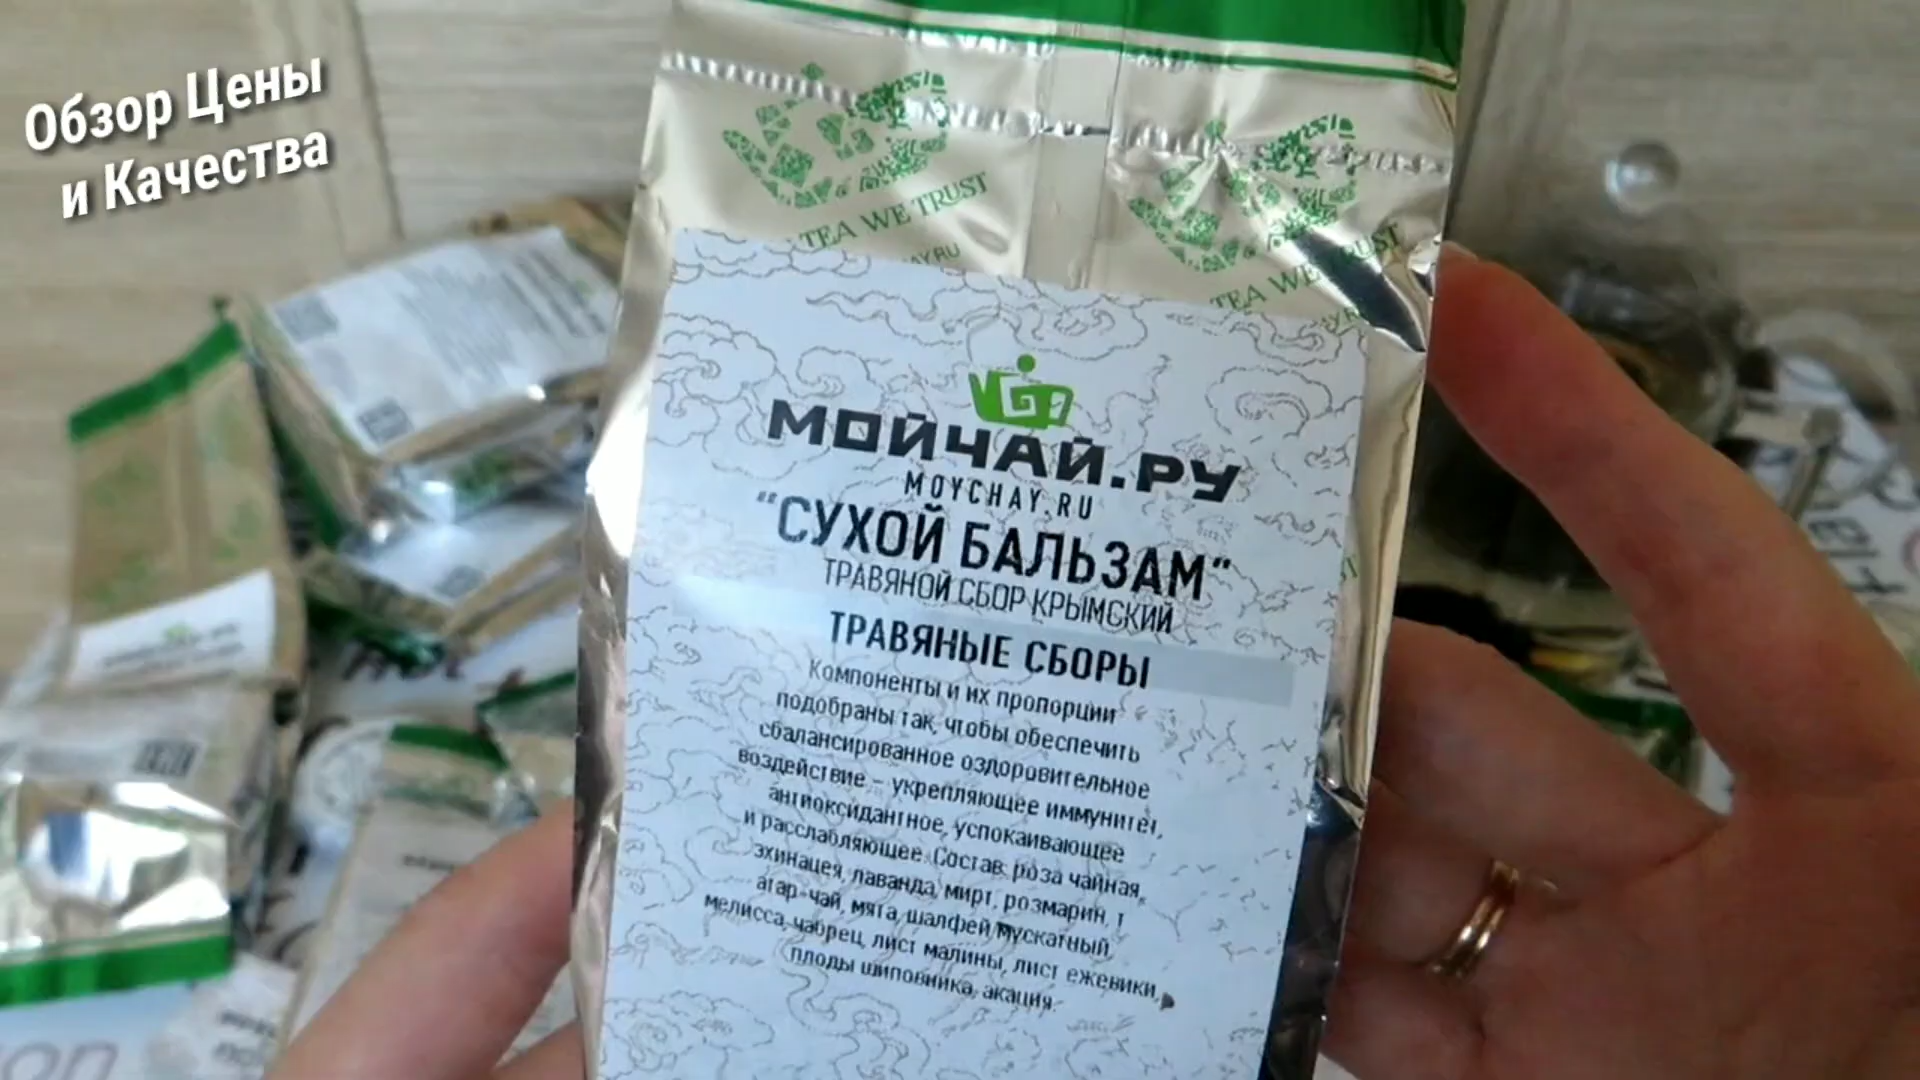 Обзор Цены
и Качества
TEA WE TRUST
TEA WE TRUST
МОЙЧАЙ.РУ
MOYCHAY.RU
"СУХОЙ БАЛЬЗАМ"
ТРАВЯНОЙ СБОР КРЫМСКИЙ
ТРАВЯНЫЕ СБОРЫ
Компоненты и их пропорции
подобраны так, чтобы обеспечить
сбалансированное оздоровительное
воздействие – укрепляющее иммунитет,
антиоксидантное, успокаивающее
и расслабляющее. Состав: роза чайная,
эхинацея, лаванда, мирт, розмарин, т
атар-чай, мята, шалфей мускатный,
мелисса, чабрец, лист малины, лист ежевики,
плоды шиповника, акация.